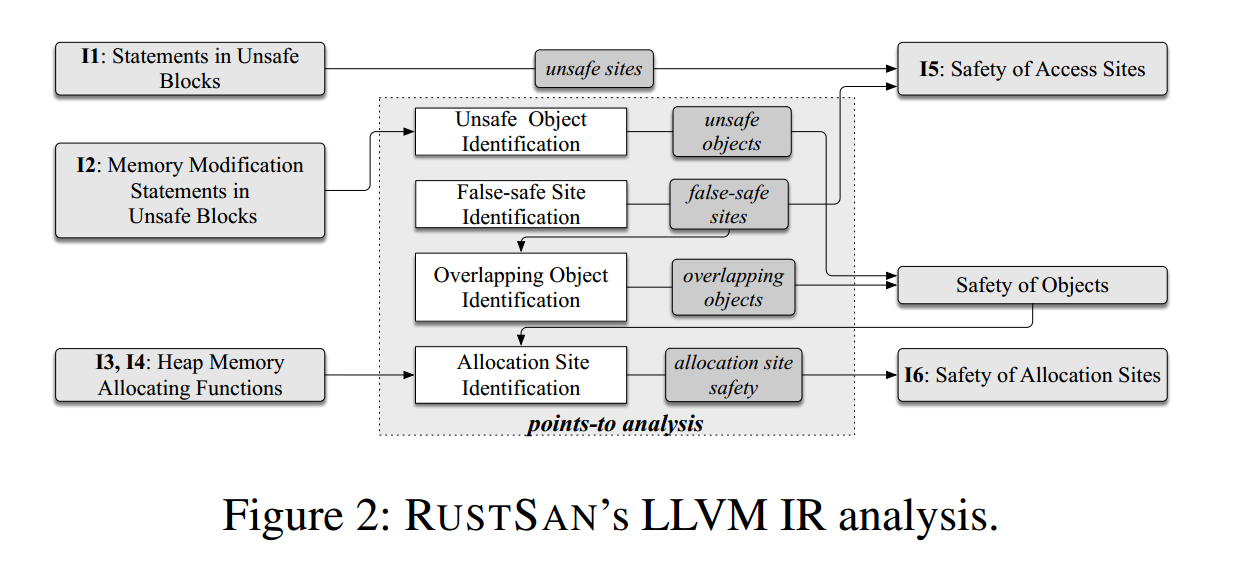 I1: Statements in Unsafe
Blocks
unsafe sites
I5: Safety of Access Sites
I2: Memory Modification
Statements in
Unsafe Blocks
Unsafe Object
Identification
unsafe
objects
False-safe Site
Identification
false-safe
sites
Overlapping Object
Identification
overlapping
objects
Safety of Objects
I3, I4: Heap Memory
Allocating Functions
Allocation Site
Identification
allocation site
safety
I6: Safety of Allocation Sites
points-to analysis
Figure 2: RUSTSAN's LLVM IR analysis.